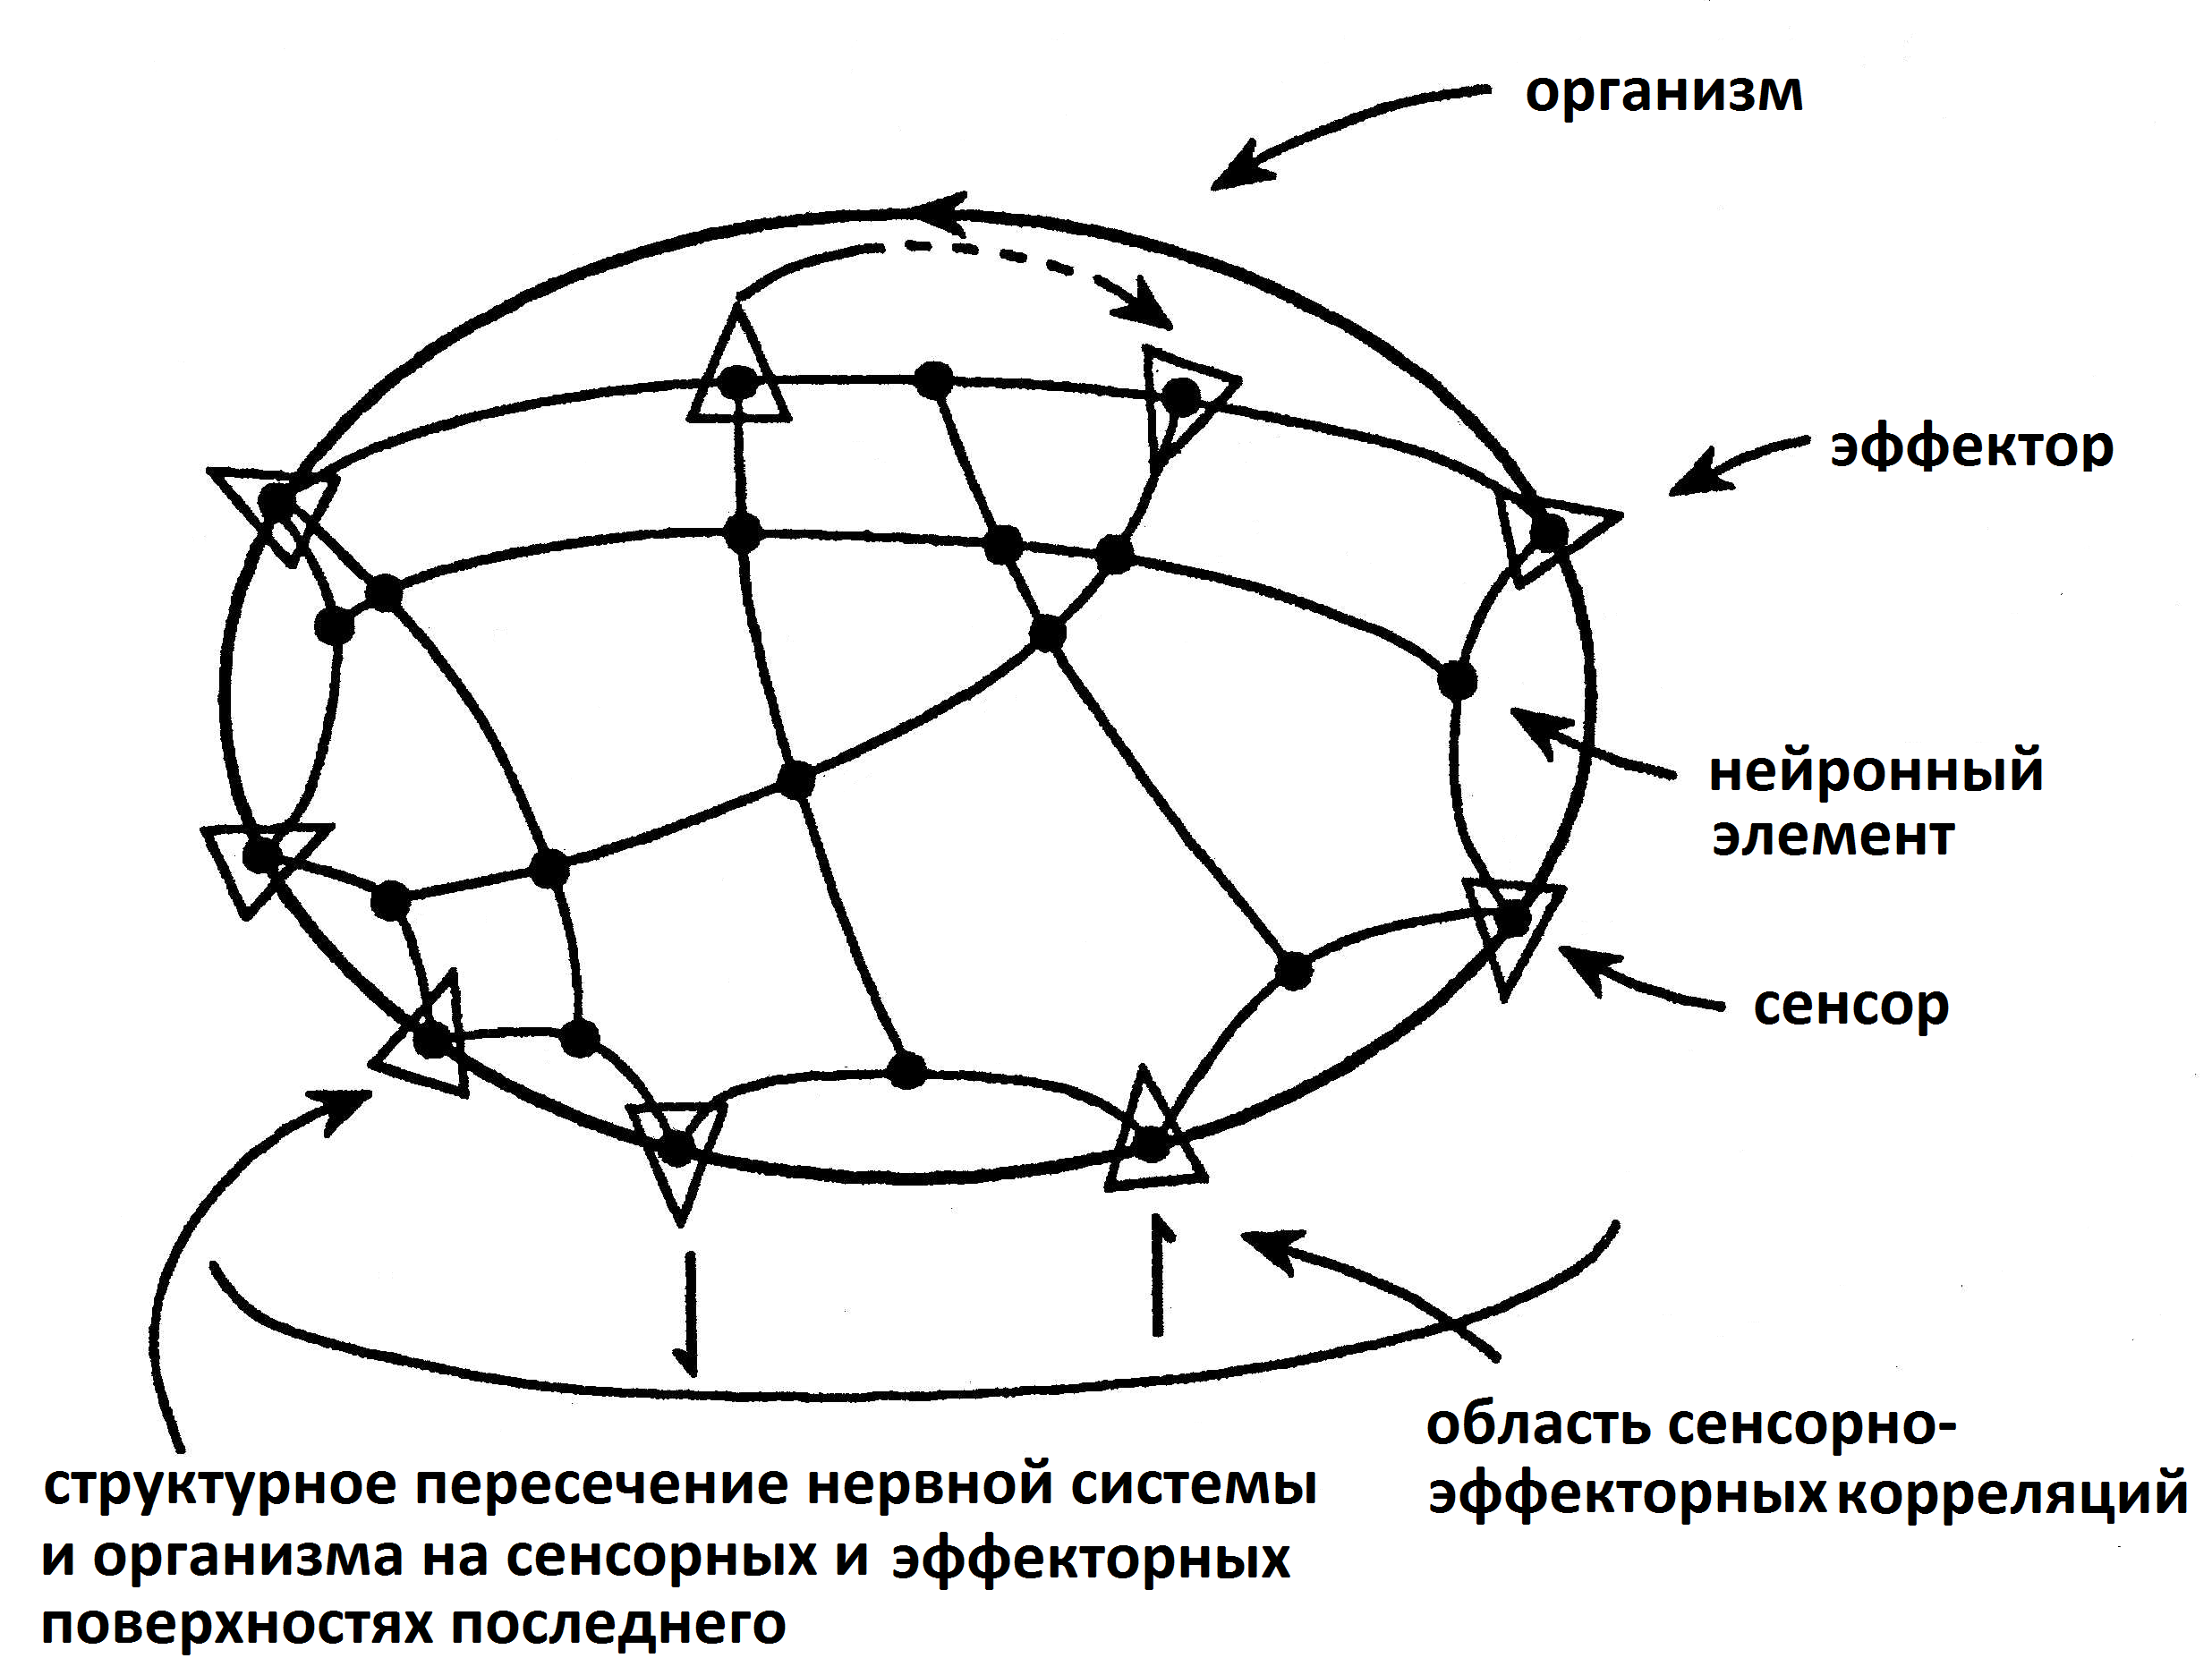 организм
эффектор
нейронный
элемент
сенсор
область сенсорно-
эффекторных корреляций
структурное пересечение нервной системы
и организма на сенсорных и эффекторных
поверхностях последнего